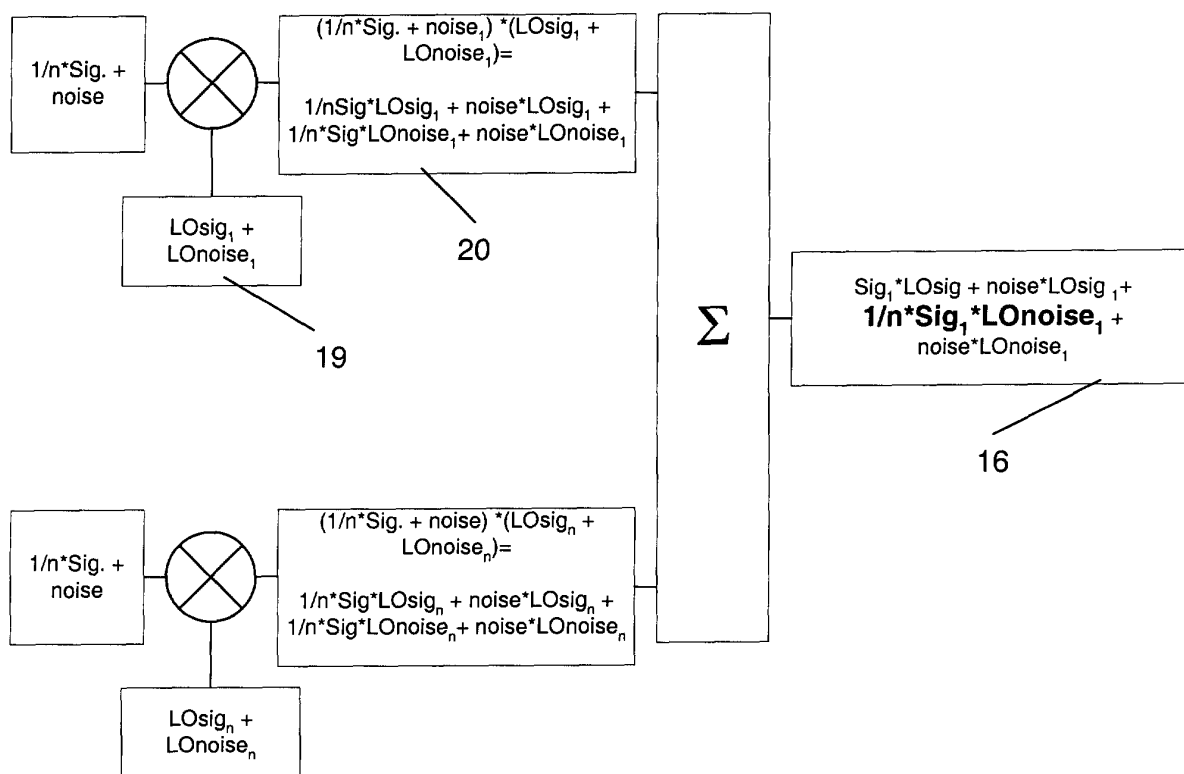 1/n*Sig. +
noise
(1/n*Sig. + noise₁) *(LOsig₁ +
LOnoise₁)=
1/nSig*LOsig₁ + noise*LOsig₁ +
1/n*Sig*LOnoise₁+ noise*LOnoise₁
LOsig₁ +
LOnoise₁
19
20
Σ
Sig₁*LOsig + noise*LOsig ₁+
1/n*Sig₁*LOnoise₁ +
noise*LOnoise₁
16
1/n*Sig. +
noise
(1/n*Sig. + noise) *(LOsigₙ +
LOnoiseₙ)=
1/n*Sig*LOsigₙ + noise*LOsigₙ +
1/n*Sig*LOnoiseₙ+ noise*LOnoiseₙ
LOsigₙ +
LOnoiseₙ